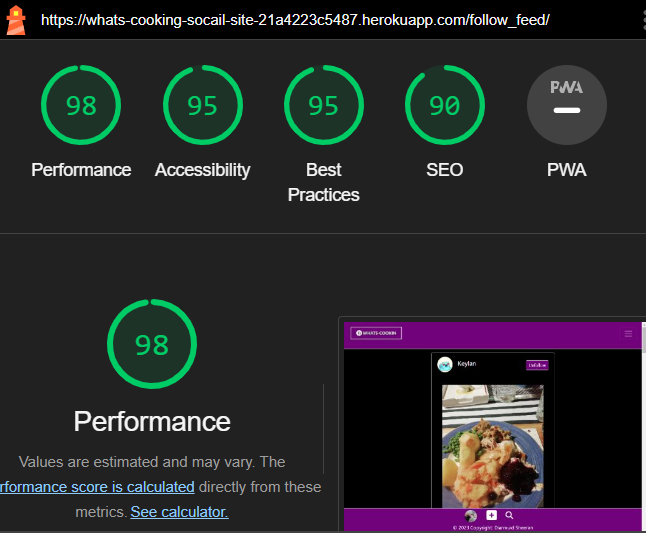 https://whats-cooking-socail-site-21a4223c5487.herokuapp.com/follow_feed/
98
95
95
90
PWA
Performance
Accessibility
Best
Practices
SEO
PWA
98
Performance
Values are estimated and may vary. The
rformance score is calculated directly from these
metrics. See calculator.
WHATS-COOKIN
Keylan
Unfollow
© 2023 Copyright: Diarmuid Sheeran